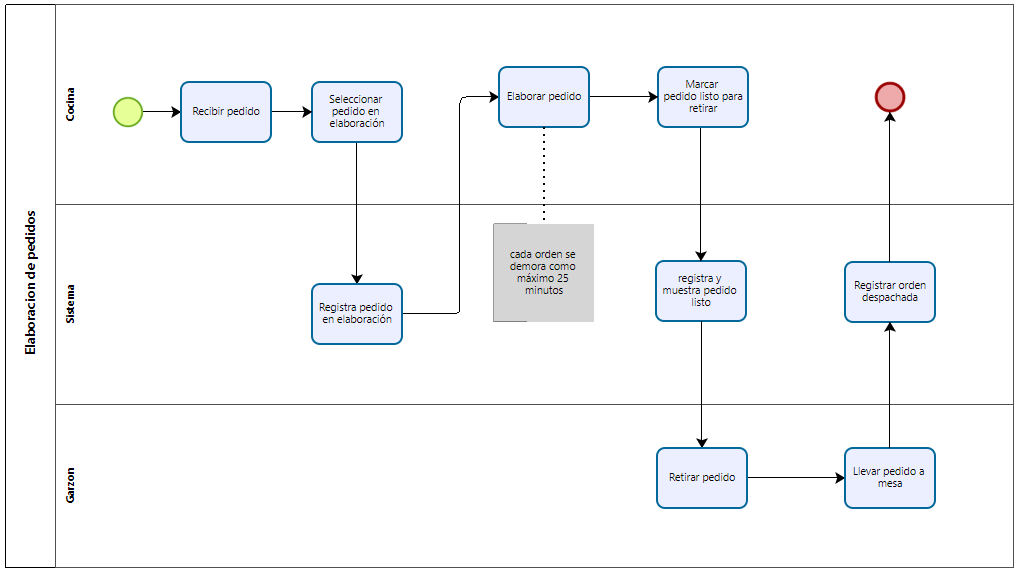 Elaboracion de pedidos
Cocina
Recibir pedido
Seleccionar
pedido en
elaboración
Elaborar pedido
Marcar
pedido listo para
retirar
Sistema
Registra pedido
en elaboración
cada orden se
demora como
máximo 25
minutos
registra y
muestra pedido
listo
Registrar orden
despachada
Garzon
Retirar pedido
Llevar pedido a
mesa